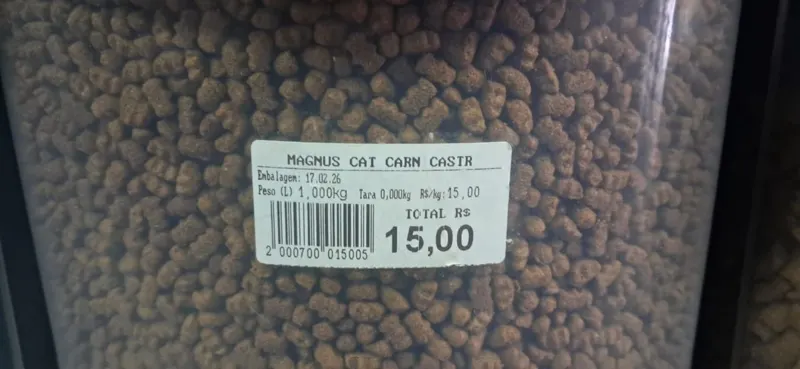 MAGNUS CAT CARN CASTR
Embalagem: 17.02.26
Peso (L) 1,000kg Tara 0,000kg R$/kg: 15,00
TOTAL R$
15,00
2 000700 015005